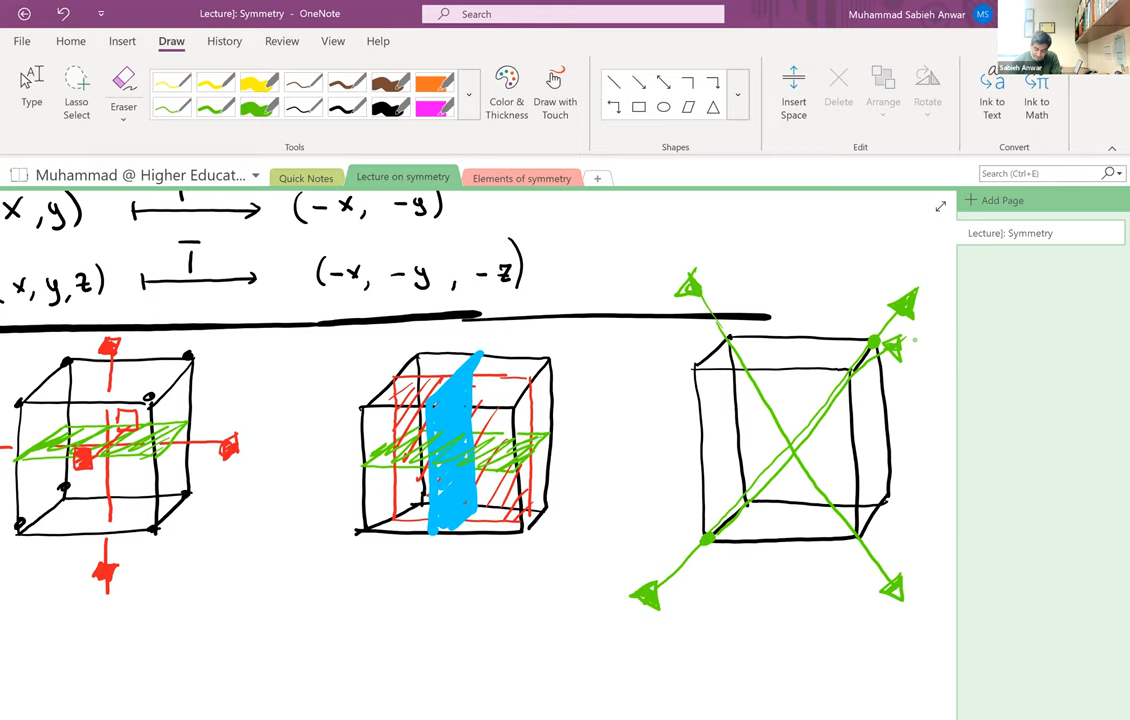 Lecture]: Symmetry - OneNote
Search
Muhammad Sabieh Anwar
MS
File
Home
Insert
Draw
History
Review
View
Help
Sabieh Anwar
Type
Lasso
Select
Eraser
Color &
Thickness
Draw with
Touch
Insert
Space
Delete
Arrange
Rotate
Ink to
Text
Ink to
Math
Tools
Shapes
Edit
Convert
Muhammad @ Higher Educat...
Quick Notes
Lecture on symmetry
Elements of symmetry
Search (Ctrl+E)
Add Page
Lecture]: Symmetry
x, y) (-x, -y)
x, y, z) Ī (-x, -y, -z)